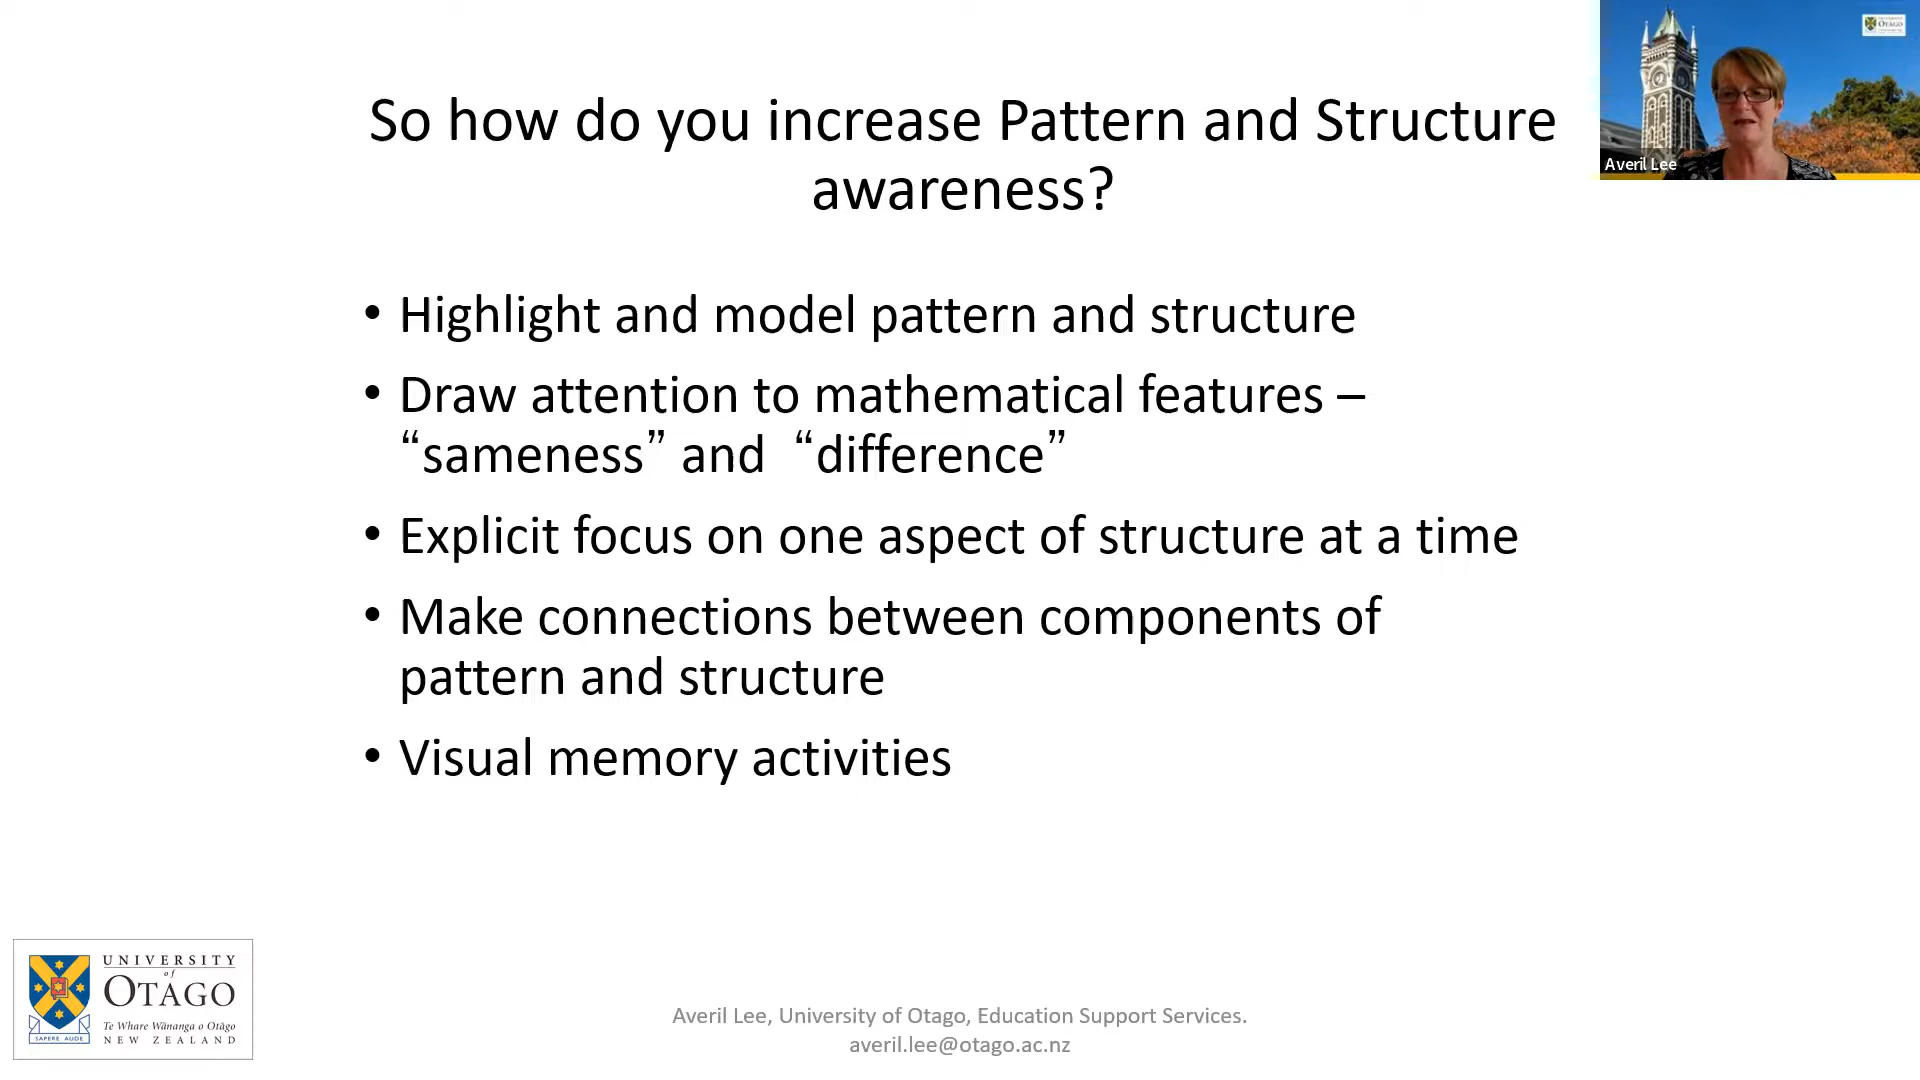 So how do you increase Pattern and Structure
awareness?
• Highlight and model pattern and structure
• Draw attention to mathematical features –
“sameness” and “difference”
• Explicit focus on one aspect of structure at a time
• Make connections between components of
pattern and structure
• Visual memory activities
Averil Lee
OTAGO
UNIVERSITY
of
OTAGO
Te Whare Wānanga o Otāgo
NEW ZEALAND
SAPERE AUDE
Averil Lee, University of Otago, Education Support Services.
averil.lee@otago.ac.nz